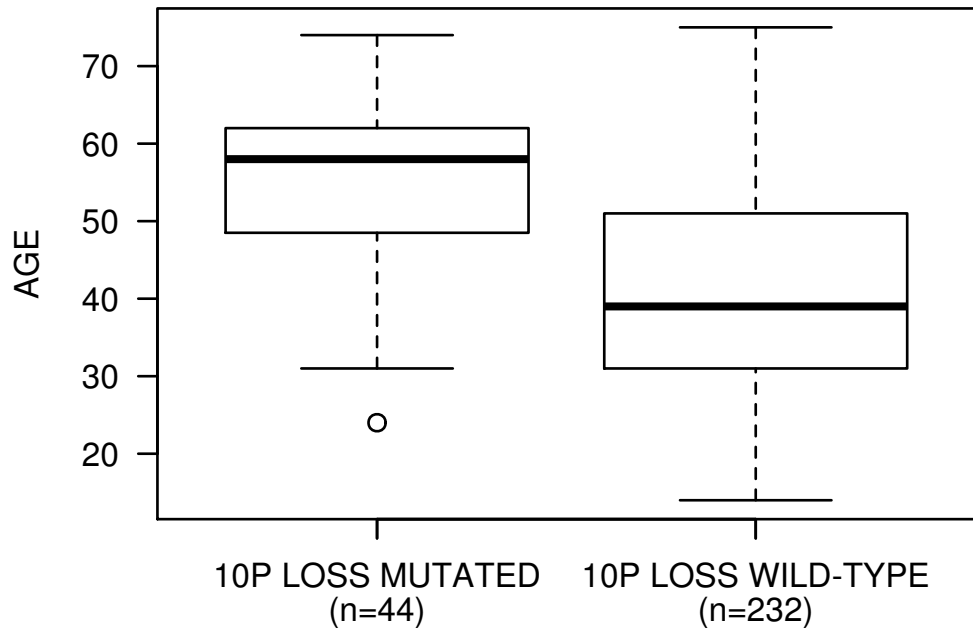 AGE
70
60
50
40
30
20
10P LOSS MUTATED
(n=44)
10P LOSS WILD-TYPE
(n=232)